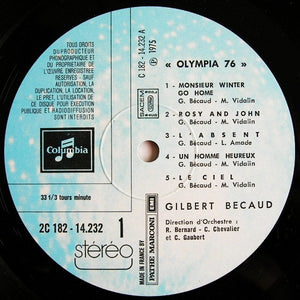 TOUS DROITS
DU PRODUCTEUR
PHONOGRAPHIQUE ET
DU PROPRIETAIRE DE
L'ŒUVRE ENREGISTREE
RESERVES. SAUF
AUTORISATION, LA
DUPLICATION, LA LOCATION,
LE PRET, L'UTILISATION
DE CE DISQUE POUR
EXECUTION PUBLIQUE
ET RADIODIFFUSION
SONT INTERDITES
Columbia
33 1/3 tours minute
2C 182 - 14.232
1
stéréo
C 182 - 14.232 A
℗ 1975
SACEM
MADE IN FRANCE BY
PATHE MARCONI EMI
« OLYMPIA 76 »
1 - MONSIEUR WINTER
GO HOME
G. Bécaud - M. Vidalin
2 - ROSY AND JOHN
G. Bécaud - M. Vidalin
3 - L'ABSENT
G. Bécaud - L. Amade
4 - UN HOMME HEUREUX
G. Bécaud - M. Vidalin
5 - LE CIEL
G. Bécaud - M. Vidalin
GILBERT BECAUD
Direction d'Orchestre :
R. Bernard - C. Chevalier
et C. Gaubert